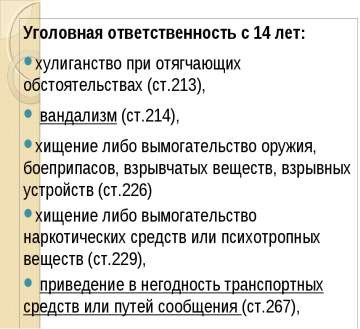 Уголовная ответственность с 14 лет:
хулиганство при отягчающих
обстоятельствах (ст.213),
вандализм (ст.214),
хищение либо вымогательство оружия,
боеприпасов, взрывчатых веществ, взрывных
устройств (ст.226)
хищение либо вымогательство
наркотических средств или психотропных
веществ (ст.229),
приведение в негодность транспортных
средств или путей сообщения (ст.267),